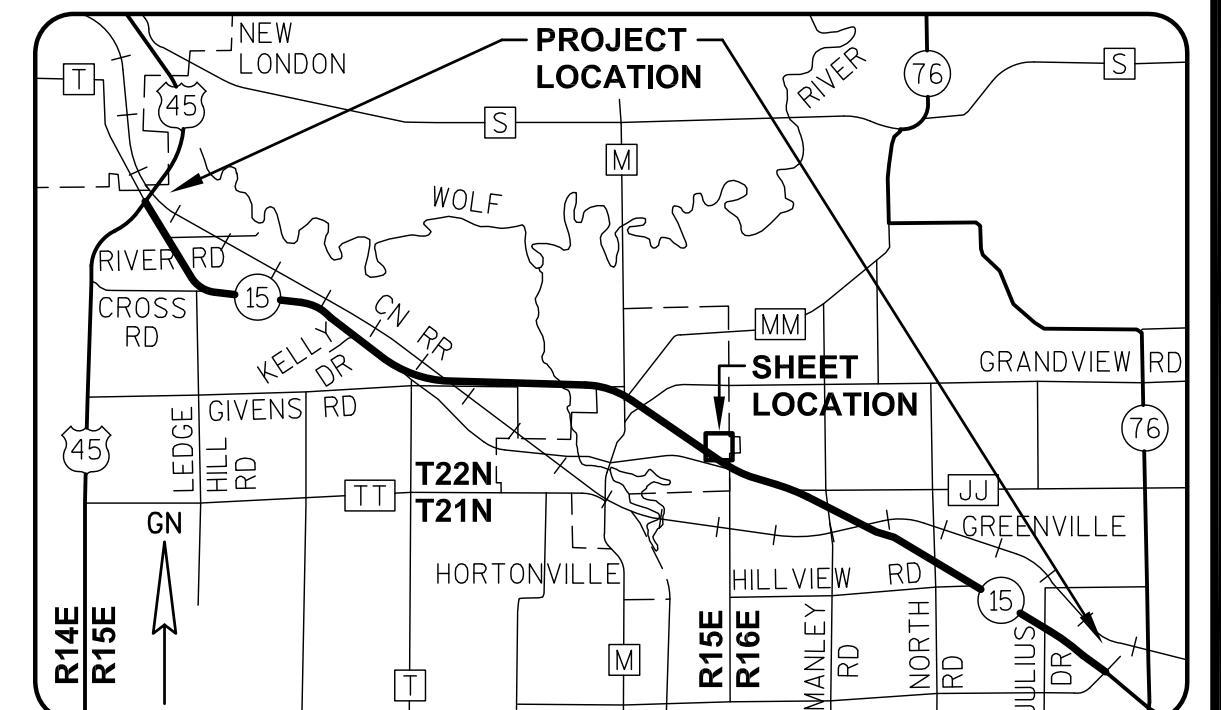 NEW
LONDON
PROJECT
LOCATION
T
45
S
76
S
RIVER
M
WOLF
RIVER RD
15
CROSS
RD
CN RR
KELLY
DR
MM
GRANDVIEW RD
SHEET
LOCATION
GIVENS RD
45
LEDGE
HILL
RD
76
T22N
T21N
TT
JJ
GN
GREENVILLE
HORTONVILLE
HILLVIEW RD
15
R14E
R15E
R15E
R16E
MANLEY
RD
NORTH
RD
JULIUS
DR
M
T